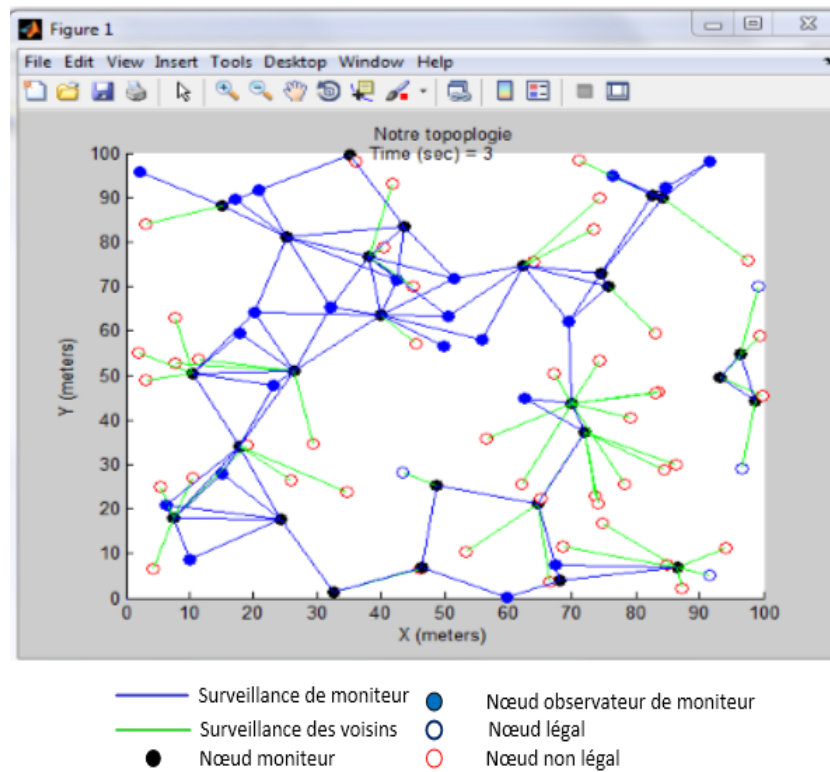 Figure 1
File Edit View Insert Tools Desktop Window Help
Notre topoplogie
Time (sec) = 3
100
90
80
70
60
50
40
30
20
10
0
Y (meters)
0 10 20 30 40 50 60 70 80 90 100
X (meters)
Surveillance de moniteur Nœud observateur de moniteur
Surveillance des voisins Nœud légal
Nœud moniteur Nœud non légal